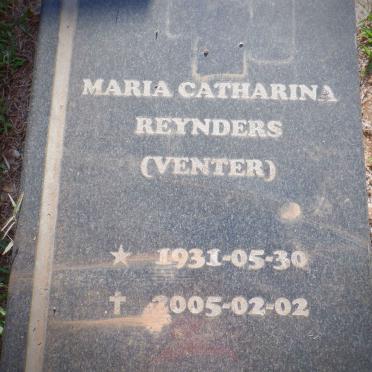 MARIA CATHARINA
REYNDERS
(VENTER)
★ 1931-05-30
✝ 2005-02-02